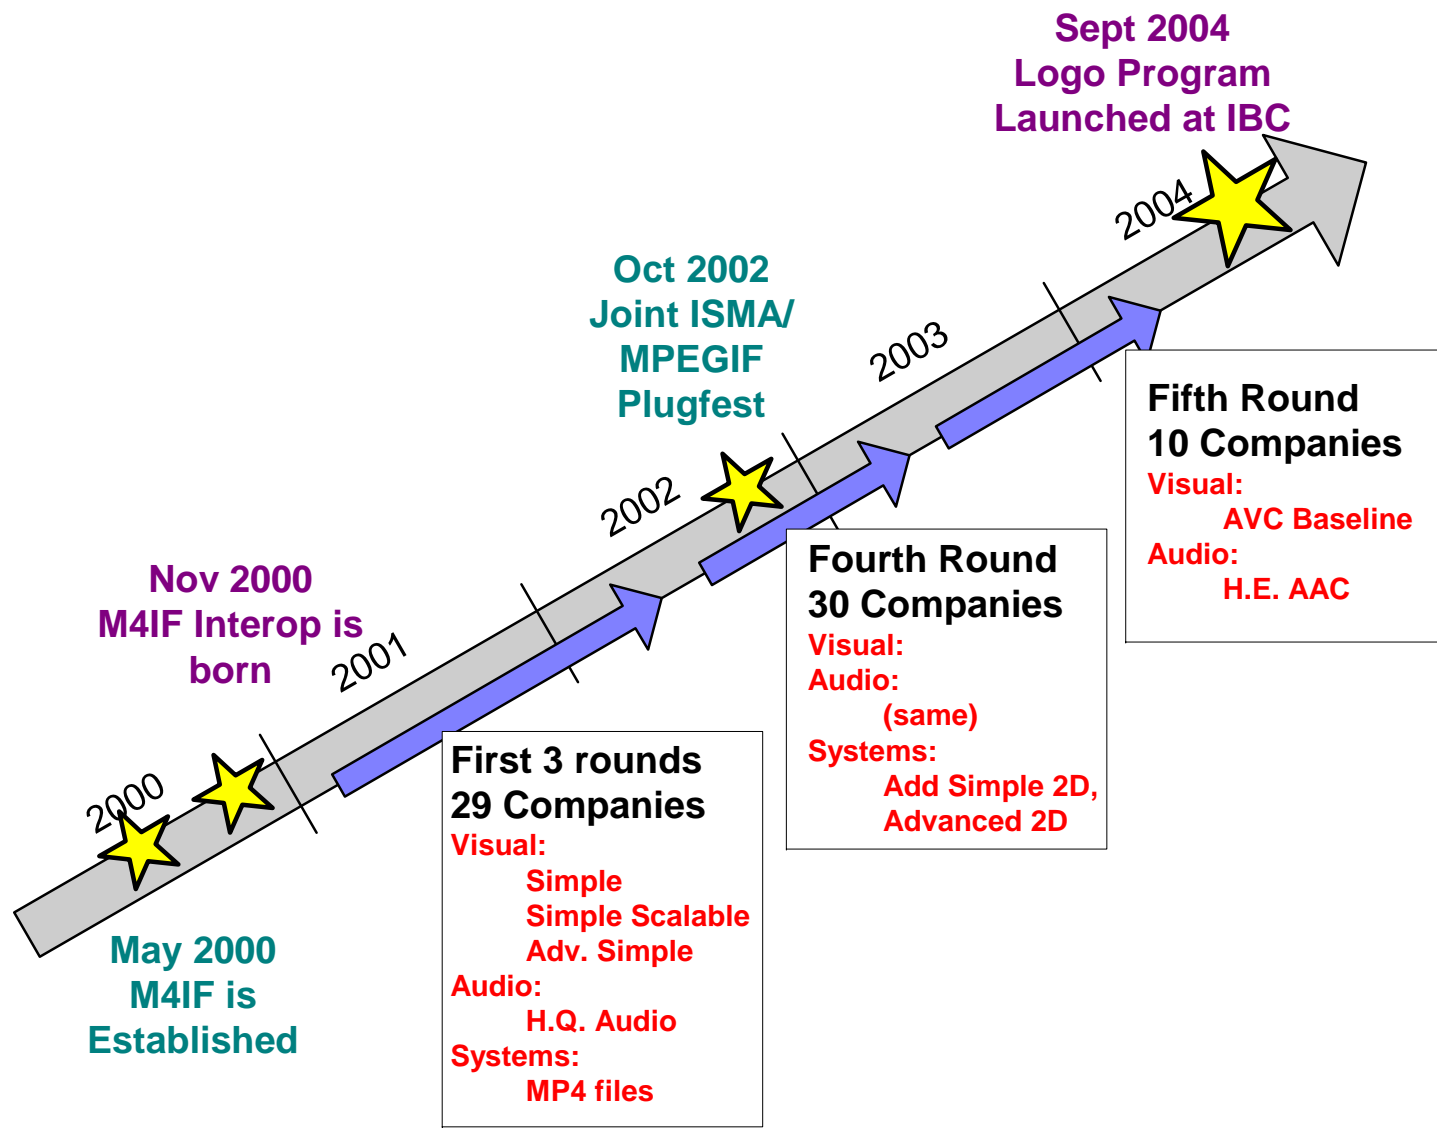 Sept 2004
Logo Program
Launched at IBC
2004
Oct 2002
Joint ISMA/
MPEGIF
Plugfest
2003
Fifth Round
10 Companies
Visual:
AVC Baseline
Audio:
H.E. AAC
2002
Fourth Round
30 Companies
Visual:
Audio:
(same)
Systems:
Add Simple 2D,
Advanced 2D
Nov 2000
M4IF Interop is
born
2001
First 3 rounds
29 Companies
Visual:
Simple
Simple Scalable
Adv. Simple
Audio:
H.Q. Audio
Systems:
MP4 files
2000
May 2000
M4IF is
Established